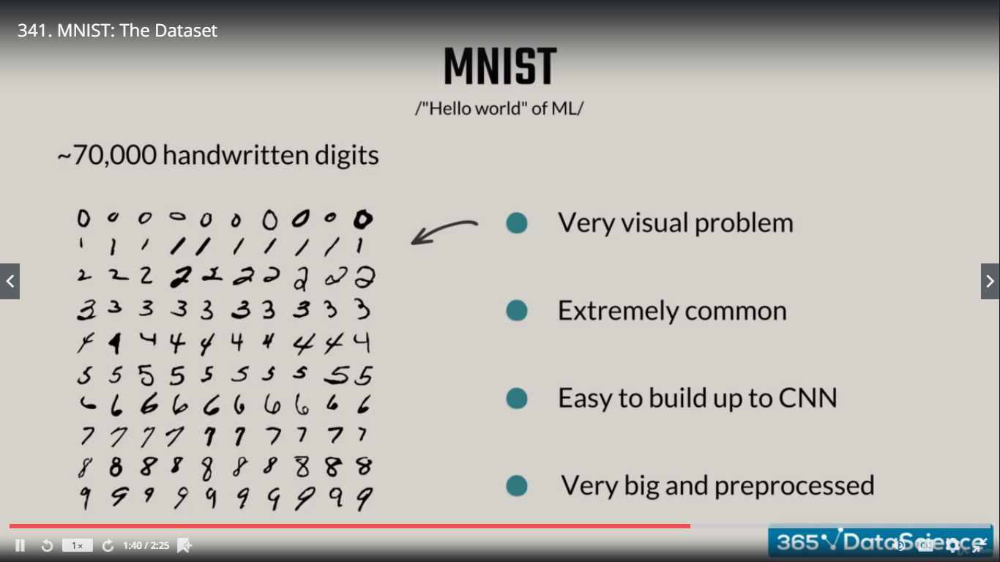 341. MNIST: The Dataset
MNIST
/"Hello world" of ML/
~70,000 handwritten digits
0 0 0 0 0 0 0 0 0 0
1 1 1 1 1 1 1 1 1 1
2 2 2 2 2 2 2 2 2 2
3 3 3 3 3 3 3 3 3 3
4 4 4 4 4 4 4 4 4 4
5 5 5 5 5 5 5 5 5 5
6 6 6 6 6 6 6 6 6 6
7 7 7 7 7 7 7 7 7 7
8 8 8 8 8 8 8 8 8 8
9 9 9 9 9 9 9 9 9 9
Very visual problem
Extremely common
Easy to build up to CNN
Very big and preprocessed
1x
1:40 / 2:25
365 DataScience
CC